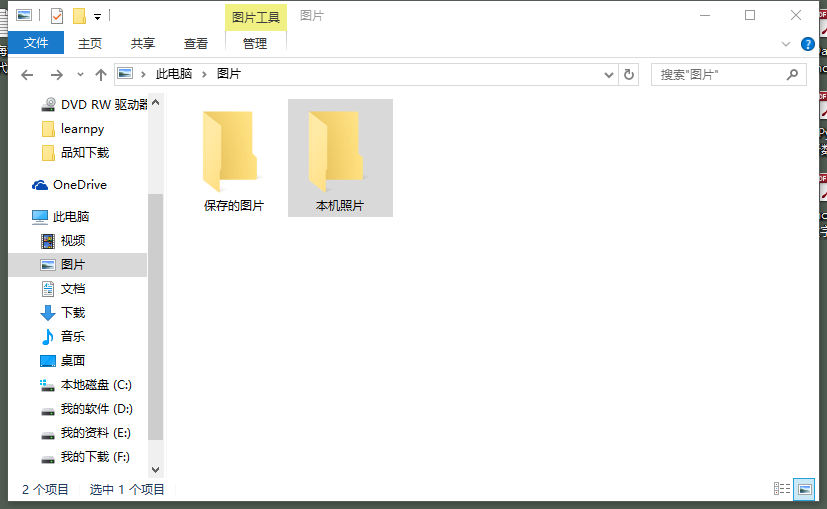 图片工具
图片
文件
主页
共享
查看
管理
此电脑
图片
搜索"图片"
DVD RW 驱动器
learnpy
品知下载
OneDrive
此电脑
视频
图片
文档
下载
音乐
桌面
本地磁盘 (C:)
我的软件 (D:)
我的资料 (E:)
我的下载 (F:)
保存的图片
本机照片
2 个项目
选中 1 个项目